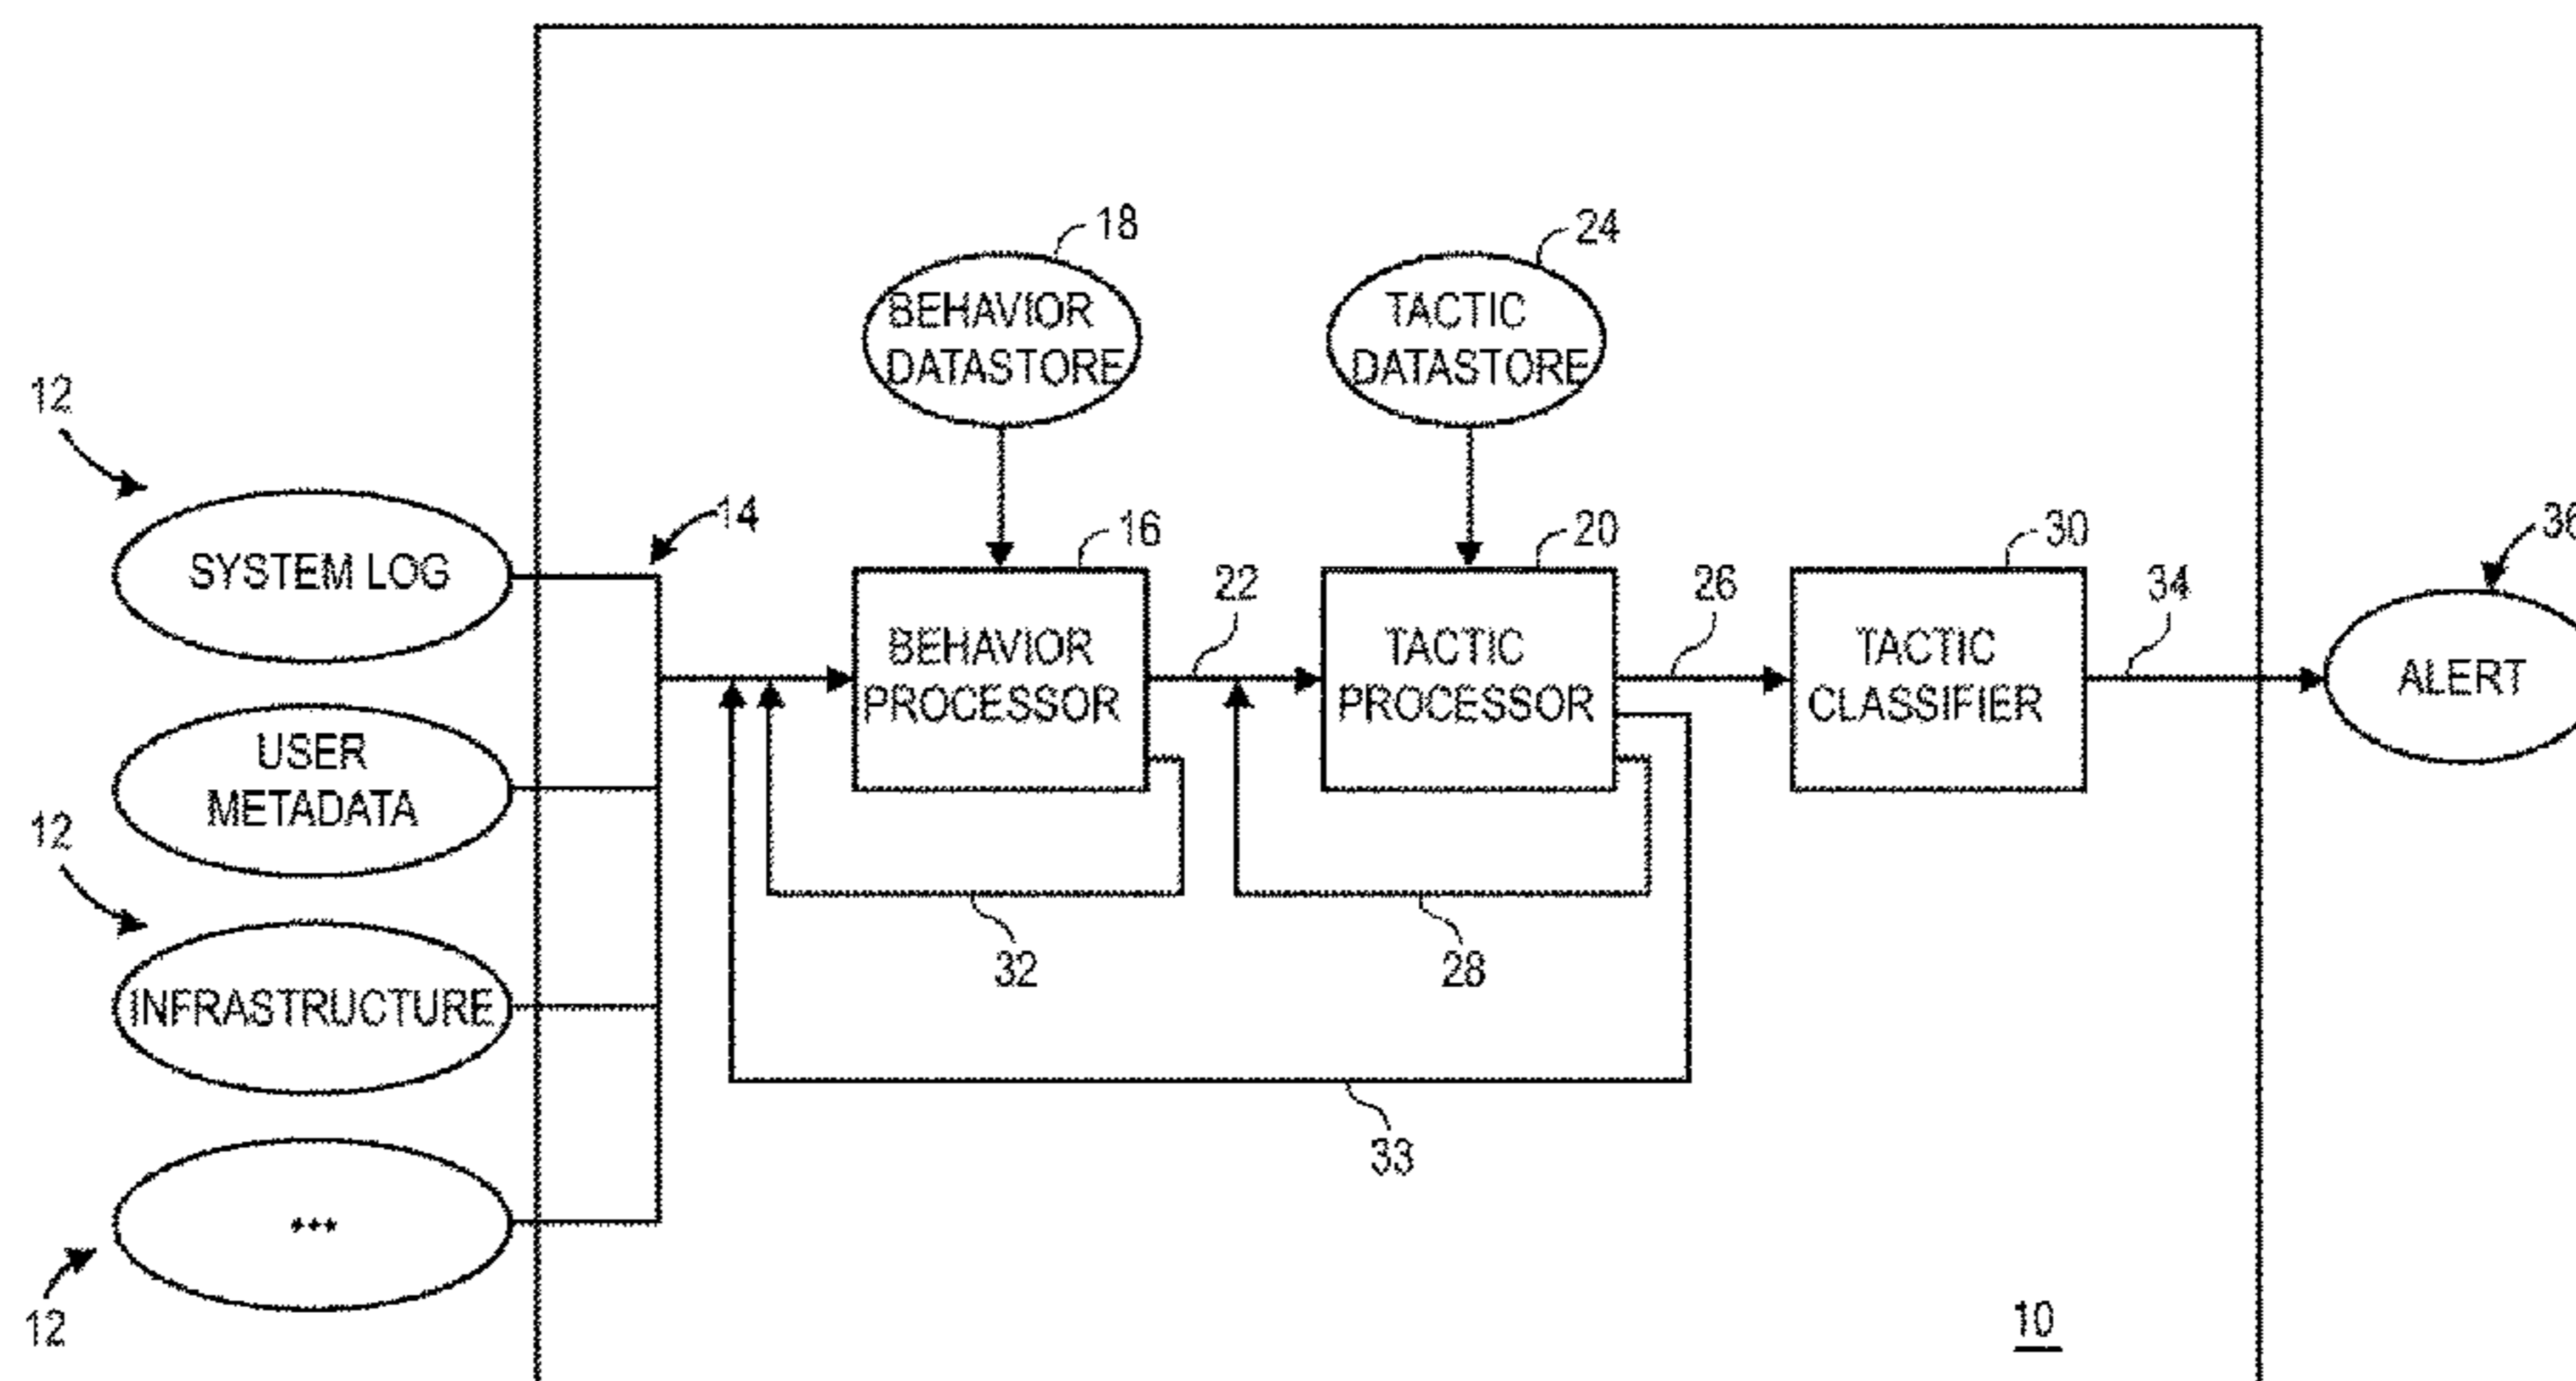 18
24
BEHAVIOR
DATASTORE
TACTIC
DATASTORE
12
14
16
20
30
36
SYSTEM LOG
22
26
34
BEHAVIOR
PROCESSOR
TACTIC
PROCESSOR
TACTIC
CLASSIFIER
ALERT
USER
METADATA
12
32
28
INFRASTRUCTURE
33
•••
12
10